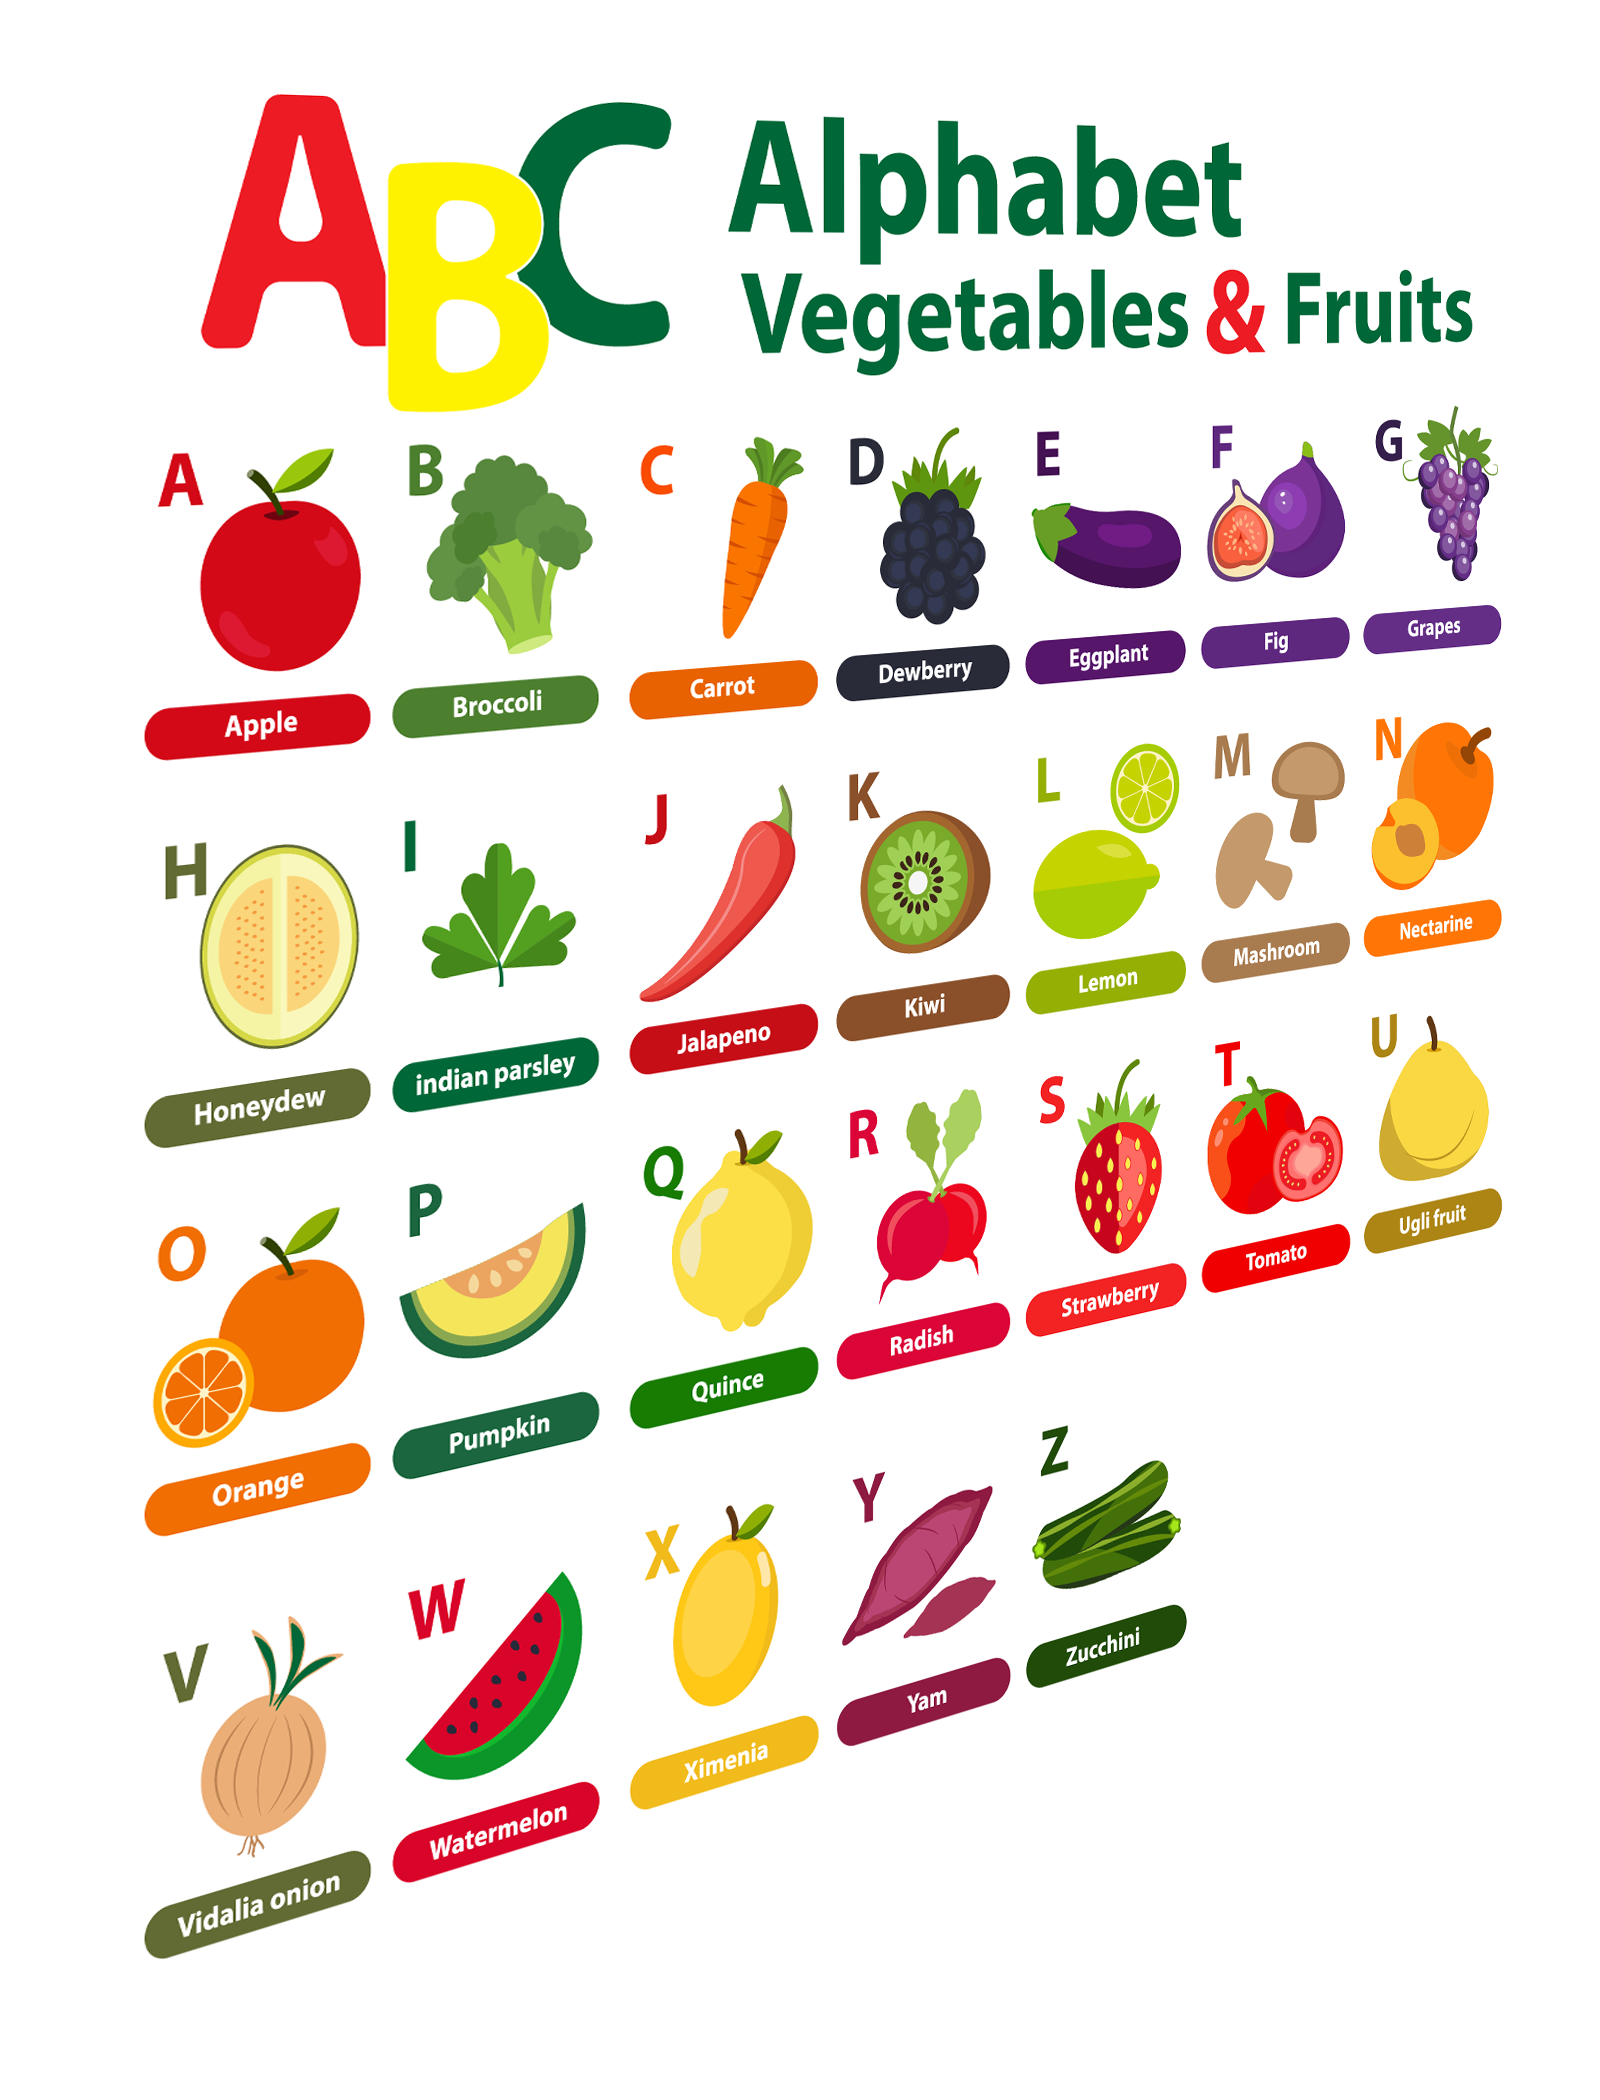 ABC
Alphabet
Vegetables & Fruits
A
Apple
B
Broccoli
C
Carrot
D
Dewberry
E
Eggplant
F
Fig
G
Grapes
H
Honeydew
I
indian parsley
J
Jalapeno
K
Kiwi
L
Lemon
M
Mashroom
N
Nectarine
O
Orange
P
Pumpkin
Q
Quince
R
Radish
S
Strawberry
T
Tomato
U
Ugli fruit
V
Vidalia onion
W
Watermelon
X
Ximenia
Y
Yam
Z
Zucchini